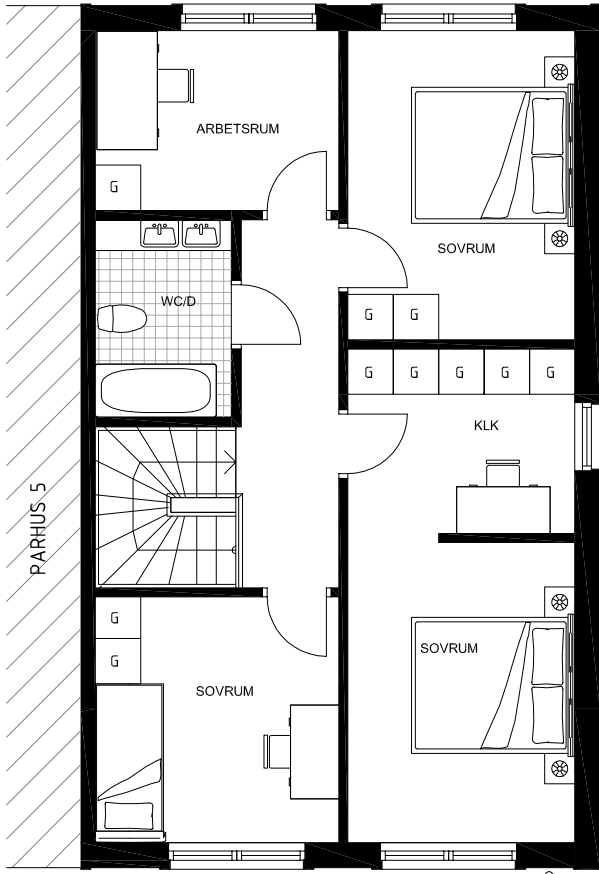 ARBETSRUM
G
SOVRUM
WC/D
G G
G G G G G
KLK
PARHUS 5
G
G
SOVRUM
SOVRUM